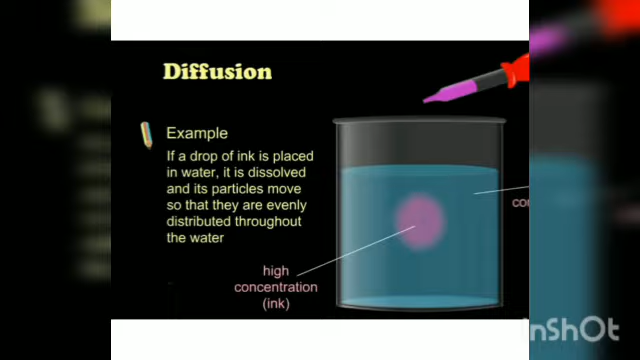 Diffusion
Example
If a drop of ink is placed
in water, it is dissolved
and its particles move
so that they are evenly
distributed throughout
the water
high
concentration
(ink)
InShOt